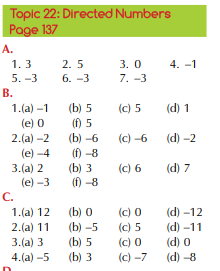 Topic 22: Directed Numbers
Page 137
A.
1. 3 2. 5 3. 0 4. –1
5. –3 6. –3 7. –3
B.
1.(a) –1 (b) 5 (c) 5 (d) 1
(e) 0 (f) 5
2.(a) –2 (b) –6 (c) –6 (d) –2
(e) –4 (f) –8
3.(a) 2 (b) 3 (c) 6 (d) 7
(e) –3 (f) –8
C.
1.(a) 12 (b) 0 (c) 0 (d) –12
2.(a) 11 (b) –5 (c) 5 (d) –11
3.(a) 3 (b) 5 (c) 0 (d) 0
4.(a) –5 (b) 3 (c) –7 (d) –8